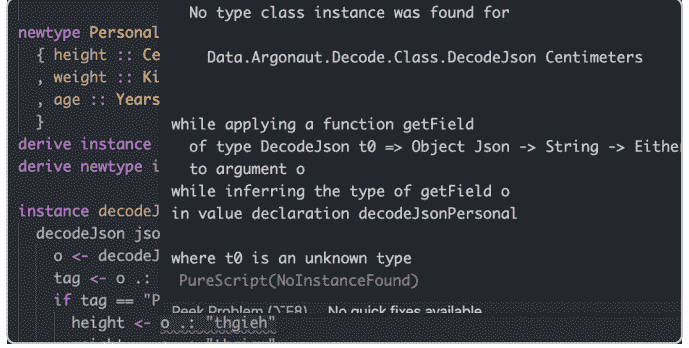 newtype Personal
{ height :: Ce
, weight :: Ki
, age :: Years
}
derive instance
derive newtype i
instance decodeJ
decodeJson jso
o <- decodeJ
tag <- o .:
if tag == "P
height <- o .: "thgieh"
No type class instance was found for
Data.Argonaut.Decode.Class.DecodeJson Centimeters
while applying a function getField
of type DecodeJson t0 => Object Json -> String -> Either
to argument o
while inferring the type of getField o
in value declaration decodeJsonPersonal
where t0 is an unknown type
PureScript(NoInstanceFound)
Peek Problem (⌥F8) No quick fixes available